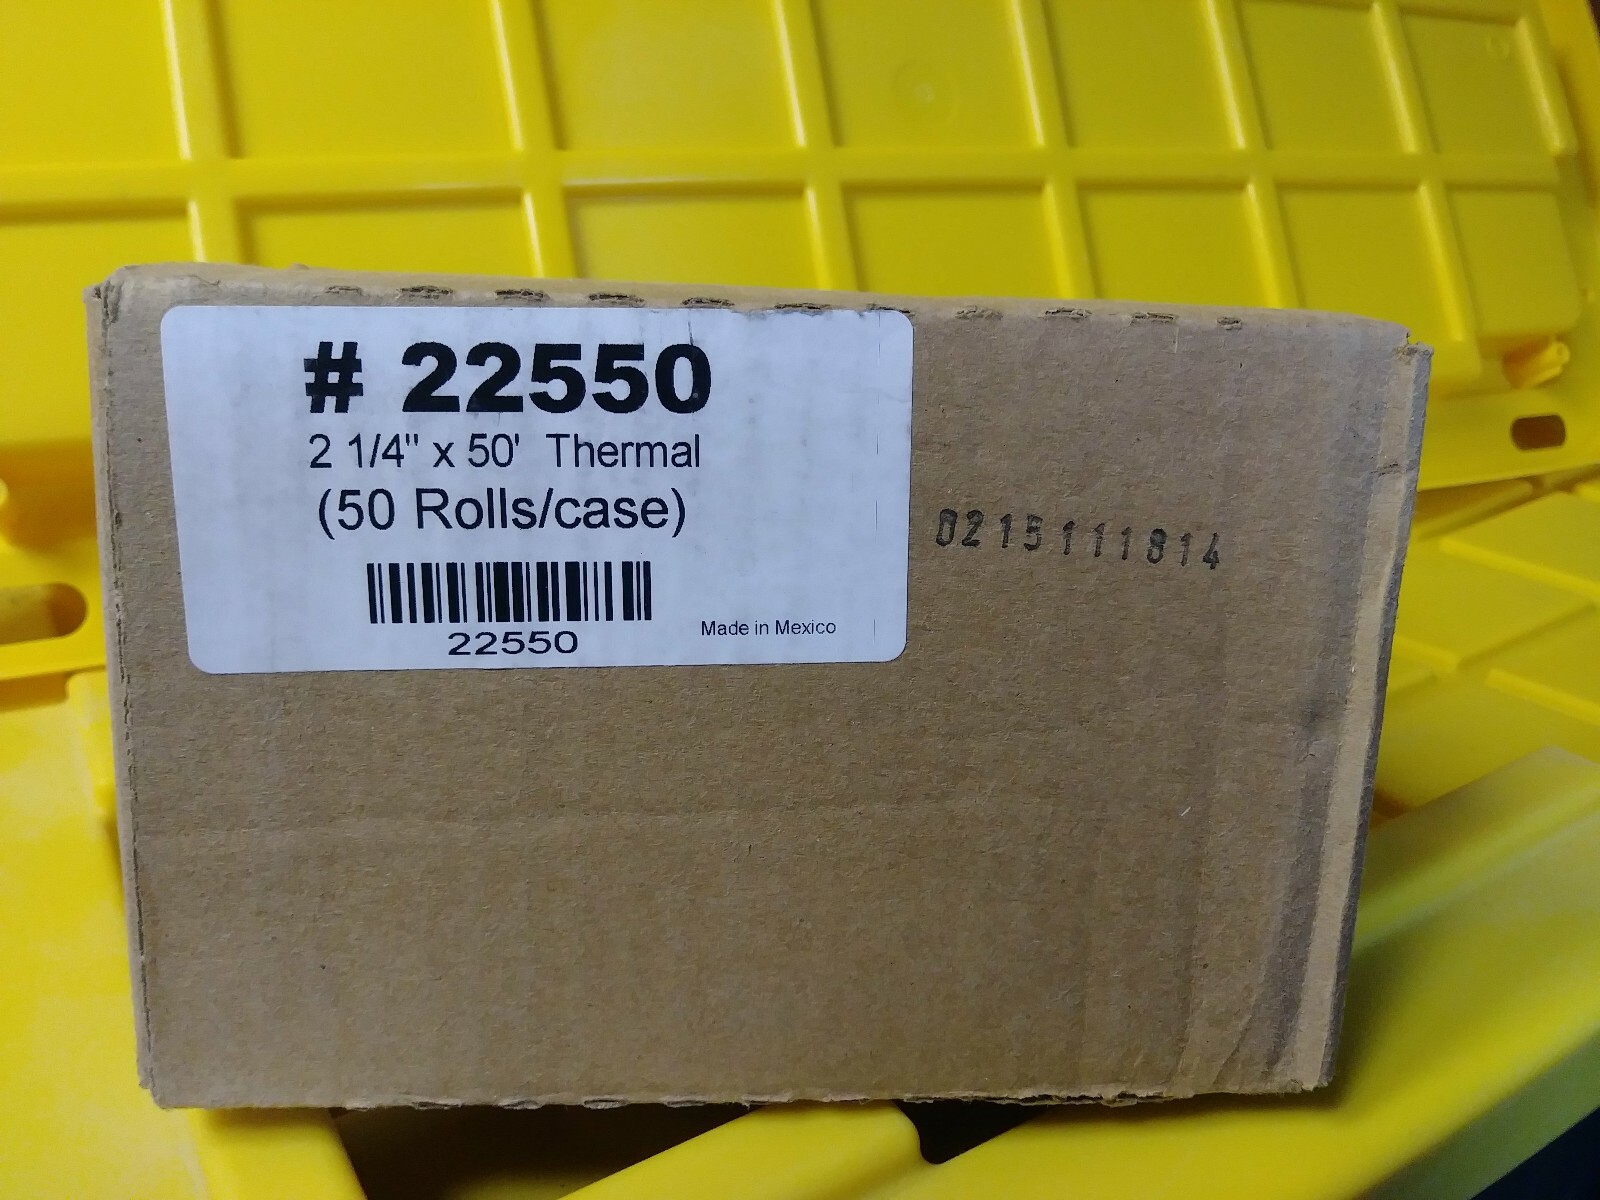 # 22550
2 1/4" x 50' Thermal
(50 Rolls/case)
22550
Made in Mexico
0215111814